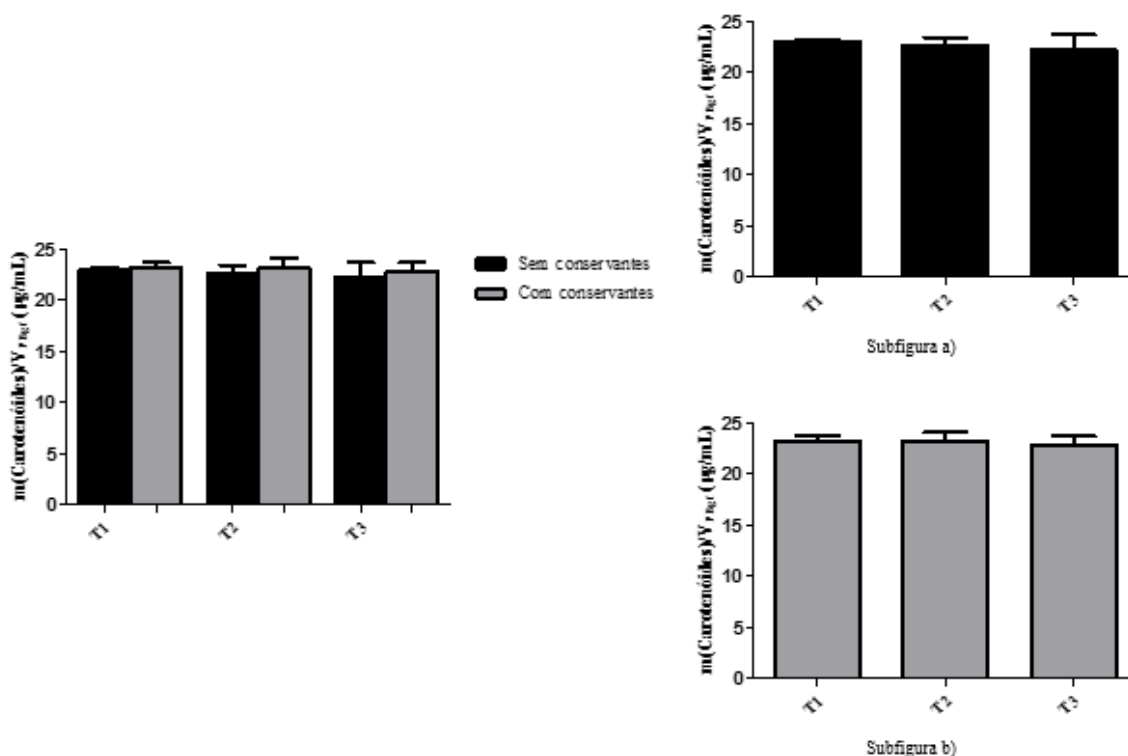 m(Carotenóides)/V (µg/mL)
25
20
15
10
5
0
T1
T2
T3
Sem conservantes
Com conservantes
m(Carotenóides)/V (µg/mL)
25
20
15
10
5
0
T1
T2
T3
Subfigura a)
m(Carotenóides)/V (µg/mL)
25
20
15
10
5
0
T1
T2
T3
Subfigura b)